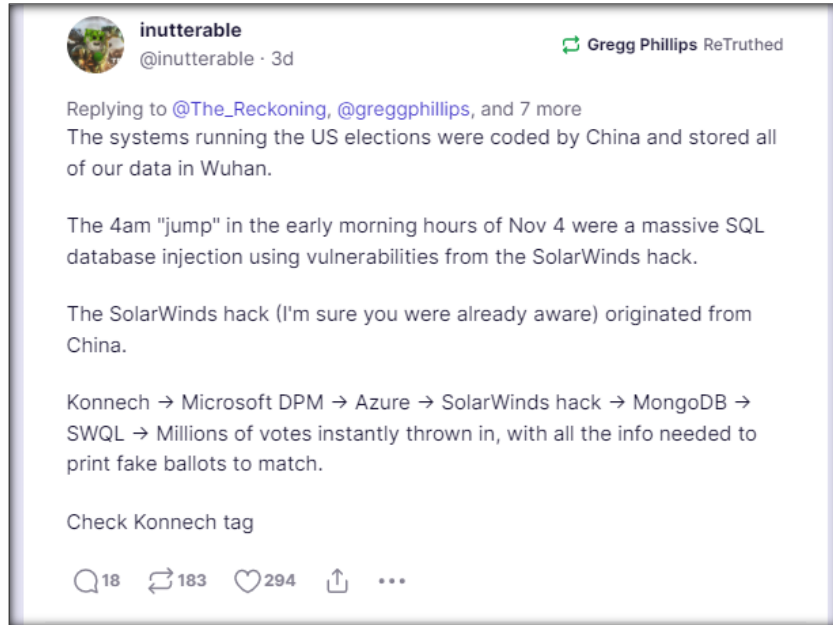 inutterable
@inutterable · 3d
Gregg Phillips ReTruthed
Replying to @The_Reckoning, @greggphillips, and 7 more
The systems running the US elections were coded by China and stored all
of our data in Wuhan.
The 4am "jump" in the early morning hours of Nov 4 were a massive SQL
database injection using vulnerabilities from the SolarWinds hack.
The SolarWinds hack (I'm sure you were already aware) originated from
China.
Konnech → Microsoft DPM → Azure → SolarWinds hack → MongoDB →
SWQL → Millions of votes instantly thrown in, with all the info needed to
print fake ballots to match.
Check Konnech tag
18 183 294